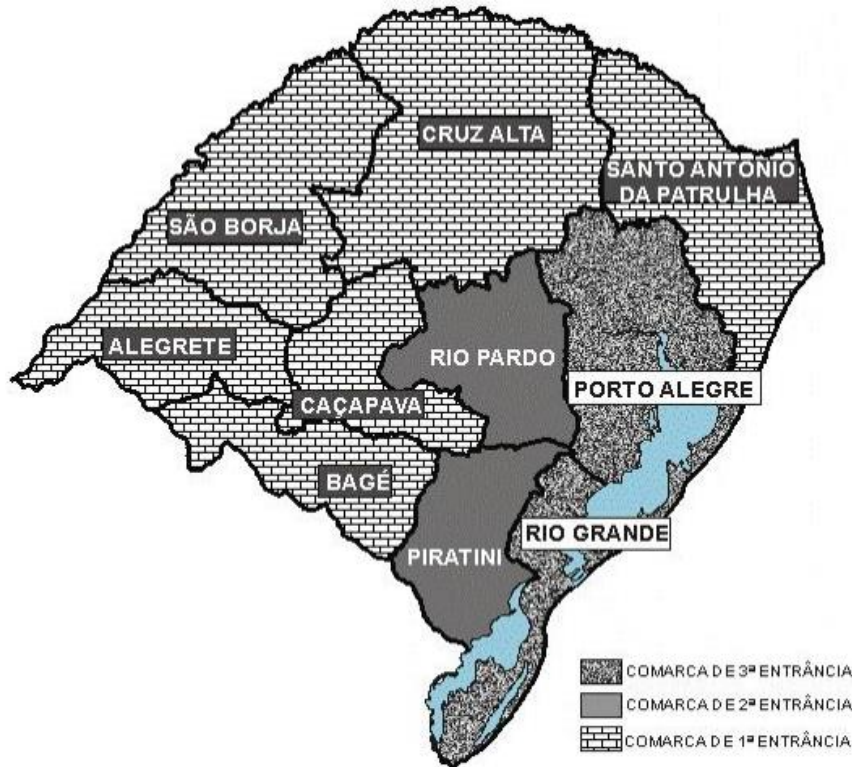 CRUZ ALTA
SANTO ANTONIO
DA PATRULHA
SÃO BORJA
ALEGRETE
RIO PARDO
PORTO ALEGRE
CAÇAPAVA
BAGÉ
RIO GRANDE
PIRATINI
COMARCA DE 3ª ENTRÂNCIA
COMARCA DE 2ª ENTRÂNCIA
COMARCA DE 1ª ENTRÂNCIA